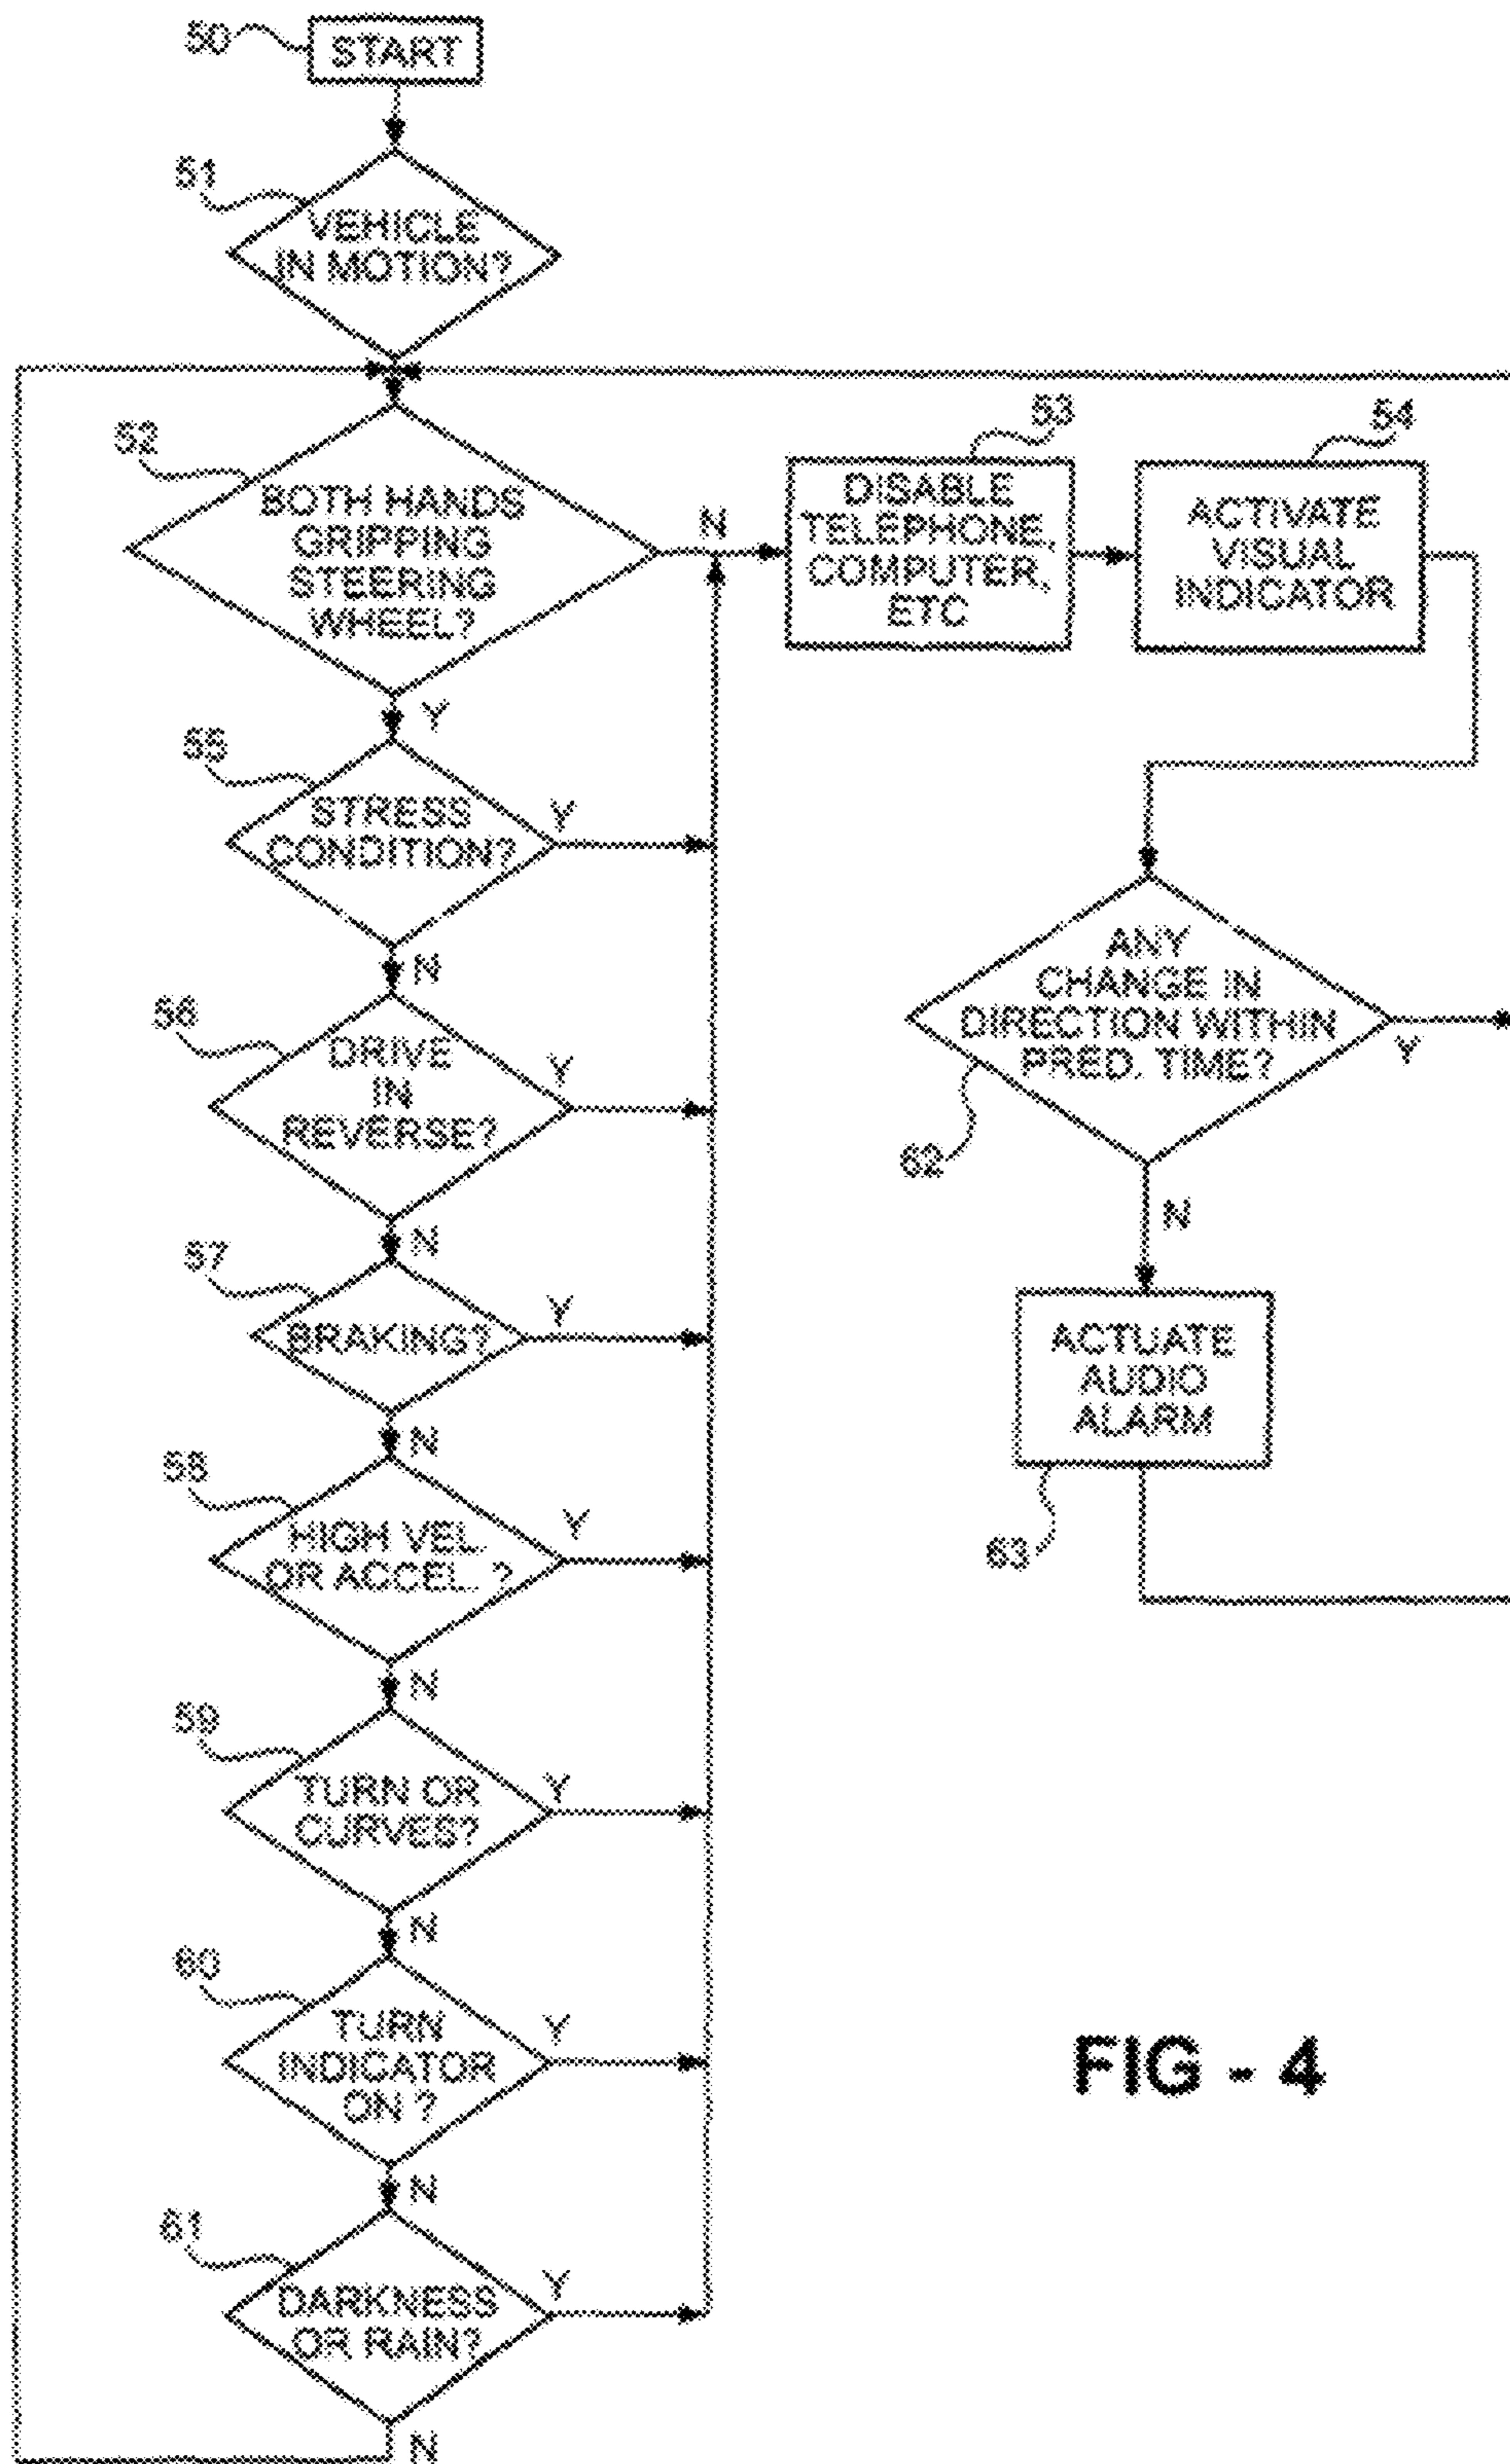 50
START
51
VEHICLE
IN MOTION?
52
BOTH HANDS
GRIPPING
STEERING
WHEEL?
N
53
DISABLE
TELEPHONE,
COMPUTER,
ETC
54
ACTIVATE
VISUAL
INDICATOR
Y
55
STRESS
CONDITION?
Y
N
56
DRIVE
IN
REVERSE?
Y
N
57
BRAKING?
Y
N
58
HIGH VEL.
OR ACCEL. ?
Y
N
59
TURN OR
CURVES?
Y
N
60
TURN
INDICATOR
ON ?
Y
N
61
DARKNESS
OR RAIN?
Y
N
ANY
CHANGE IN
DIRECTION WITHIN
PRED. TIME?
Y
62
N
ACTUATE
AUDIO
ALARM
63
FIG - 4